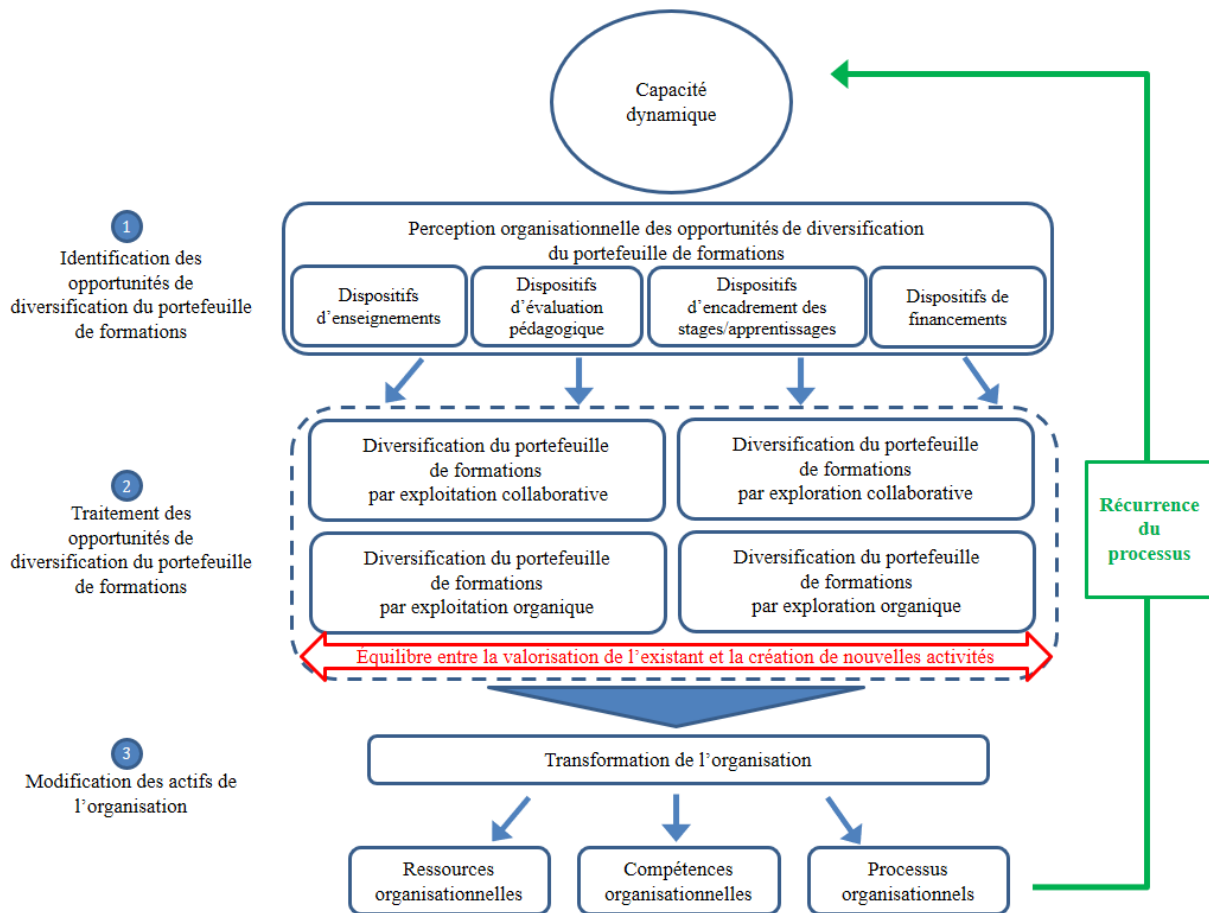 Capacité
dynamique
1
Identification des
opportunités de
diversification du portefeuille
de formations
Perception organisationnelle des opportunités de diversification
du portefeuille de formations
Dispositifs
d’enseignements
Dispositifs
d’évaluation
pédagogique
Dispositifs
d’encadrement des
stages/apprentissages
Dispositifs de
financements
2
Traitement des
opportunités de
diversification du portefeuille
de formations
Diversification du portefeuille
de formations
par exploitation collaborative
Diversification du portefeuille
de formations
par exploration collaborative
Diversification du portefeuille
de formations
par exploitation organique
Diversification du portefeuille
de formations
par exploration organique
Équilibre entre la valorisation de l’existant et la création de nouvelles activités
Récurrence
du
processus
3
Modification des actifs de
l’organisation
Transformation de l’organisation
Ressources
organisationnelles
Compétences
organisationnelles
Processus
organisationnels